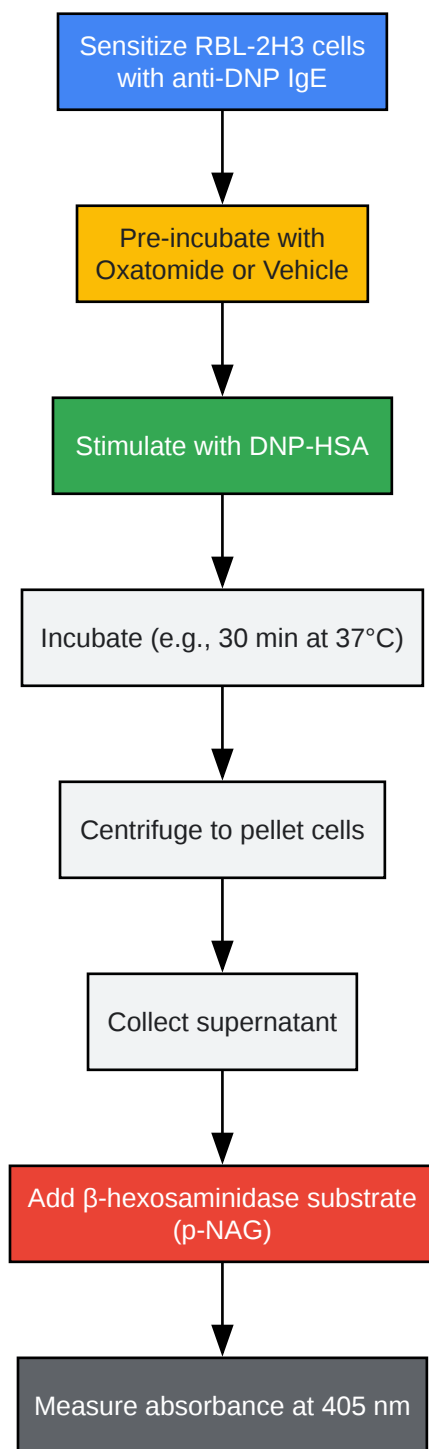 Sensitize RBL-2H3 cells
with anti-DNP IgE
Pre-incubate with
Oxatomide or Vehicle
Stimulate with DNP-HSA
Incubate (e.g., 30 min at 37°C)
Centrifuge to pellet cells
Collect supernatant
Add β-hexosaminidase substrate
(p-NAG)
Measure absorbance at 405 nm